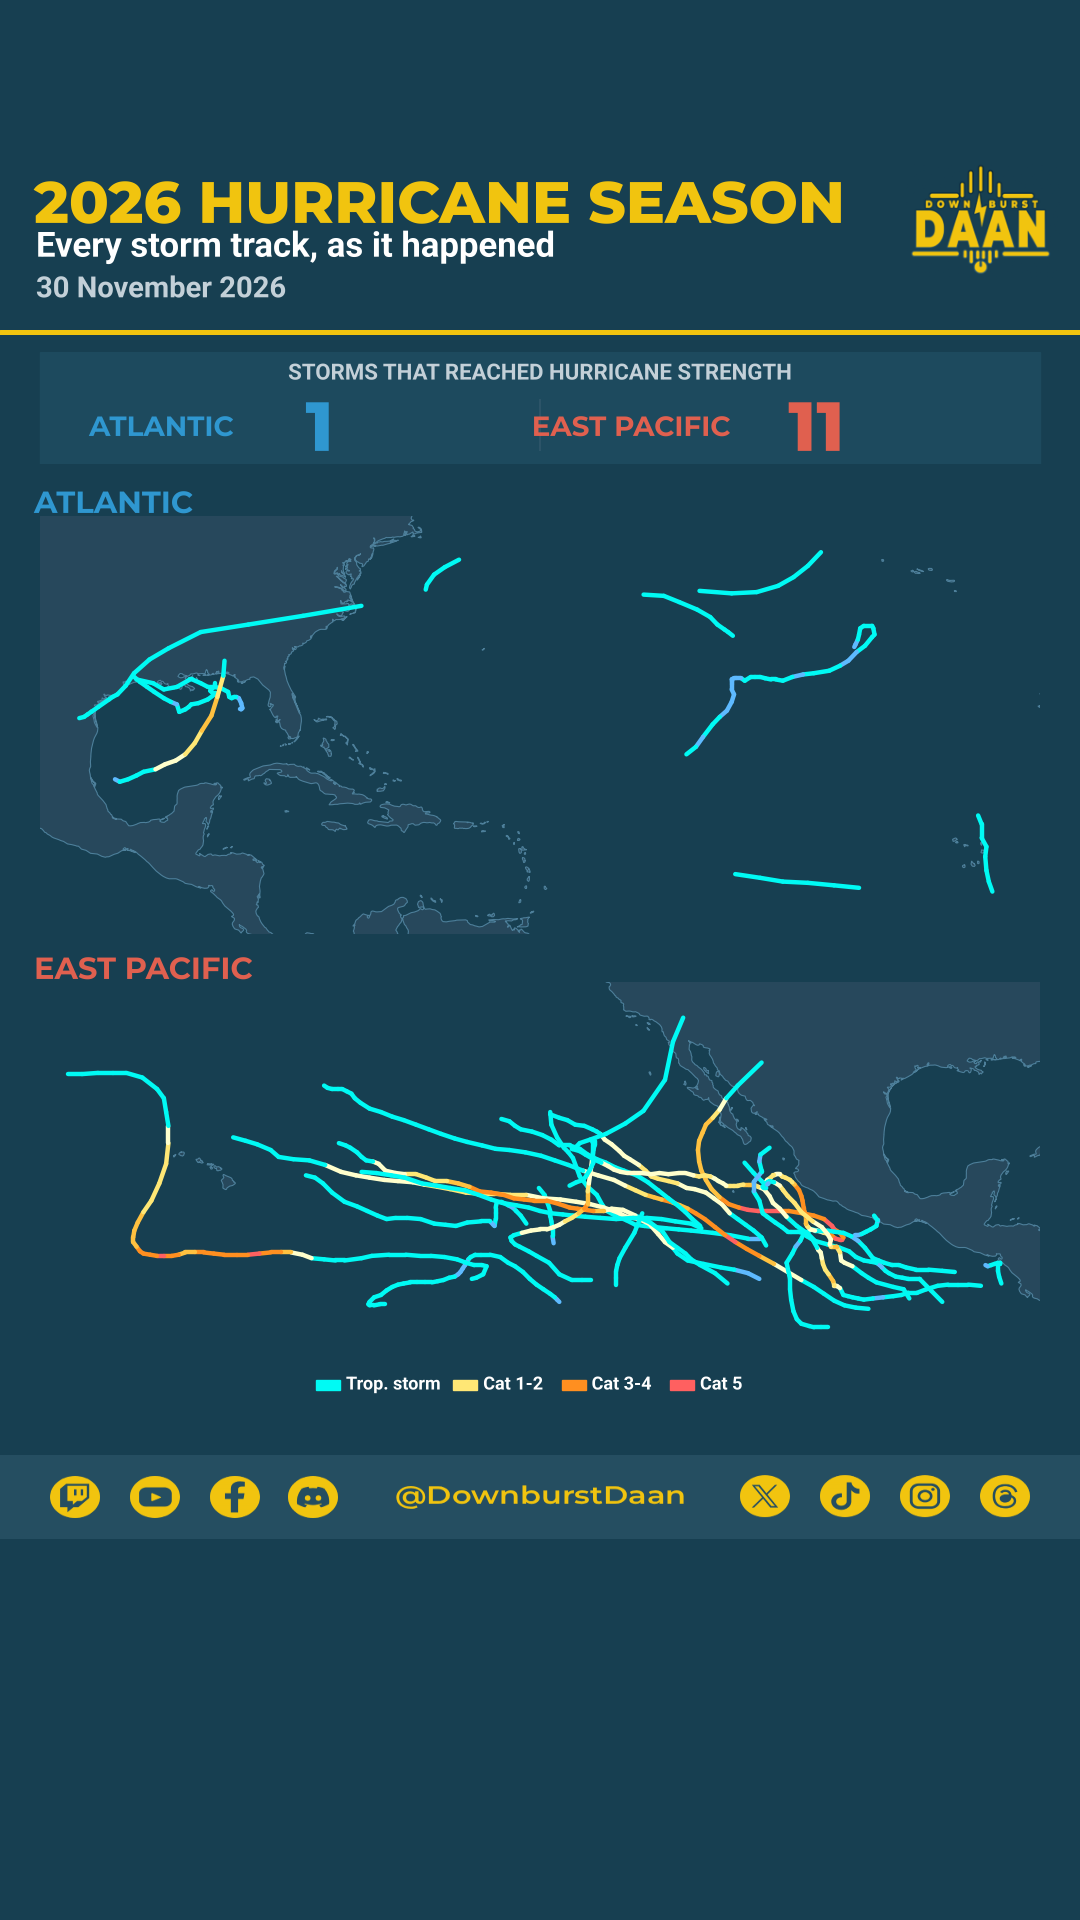 2026 HURRICANE SEASON
Every storm track, as it happened
30 November 2026
DOWN BURST
DAAN
STORMS THAT REACHED HURRICANE STRENGTH
ATLANTIC 1 EAST PACIFIC 11
ATLANTIC
EAST PACIFIC
Trop. storm Cat 1-2 Cat 3-4 Cat 5
@DownburstDaan